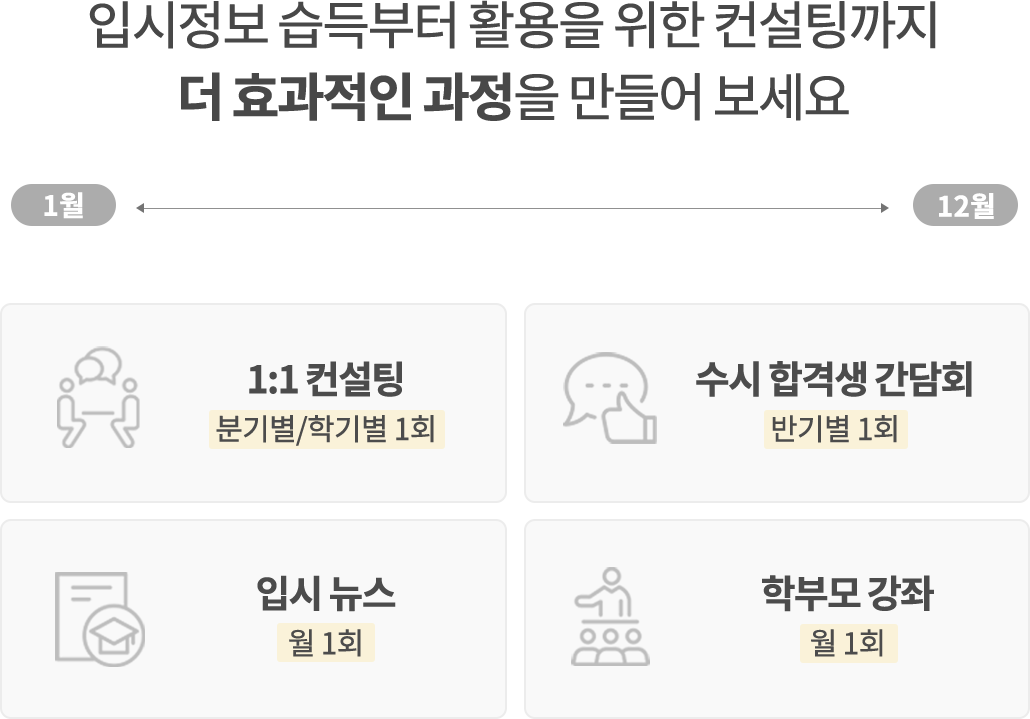 입시정보 습득부터 활용을 위한 컨설팅까지
더 효과적인 과정을 만들어 보세요
1월
12월
1:1 컨설팅
분기별/학기별 1회
수시 합격생 간담회
반기별 1회
입시 뉴스
월 1회
학부모 강좌
월 1회